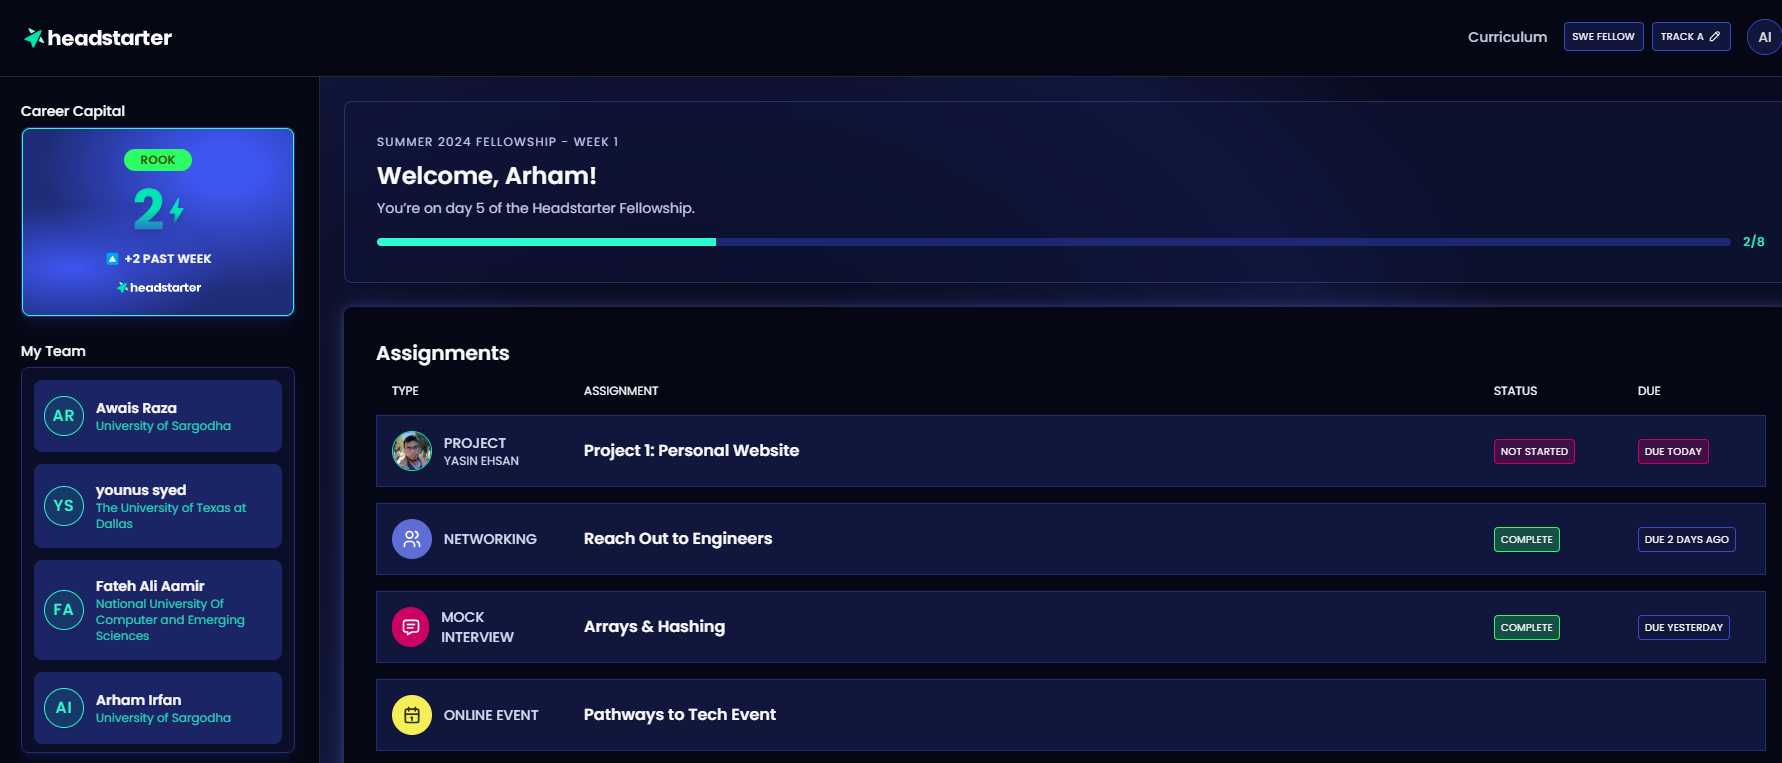 headstarter
Curriculum
SWE FELLOW
TRACK A
AI
Career Capital
ROOK
2
+2 PAST WEEK
headstarter
My Team
AR
Awais Raza
University of Sargodha
YS
younus syed
The University of Texas at
Dallas
FA
Fateh Ali Aamir
National University Of
Computer and Emerging
Sciences
AI
Arham Irfan
University of Sargodha
SUMMER 2024 FELLOWSHIP - WEEK 1
Welcome, Arham!
You're on day 5 of the Headstarter Fellowship.
2/8
Assignments
TYPE ASSIGNMENT STATUS DUE
PROJECT
YASIN EHSAN
Project 1: Personal Website
NOT STARTED
DUE TODAY
NETWORKING
Reach Out to Engineers
COMPLETE
DUE 2 DAYS AGO
MOCK
INTERVIEW
Arrays & Hashing
COMPLETE
DUE YESTERDAY
ONLINE EVENT
Pathways to Tech Event